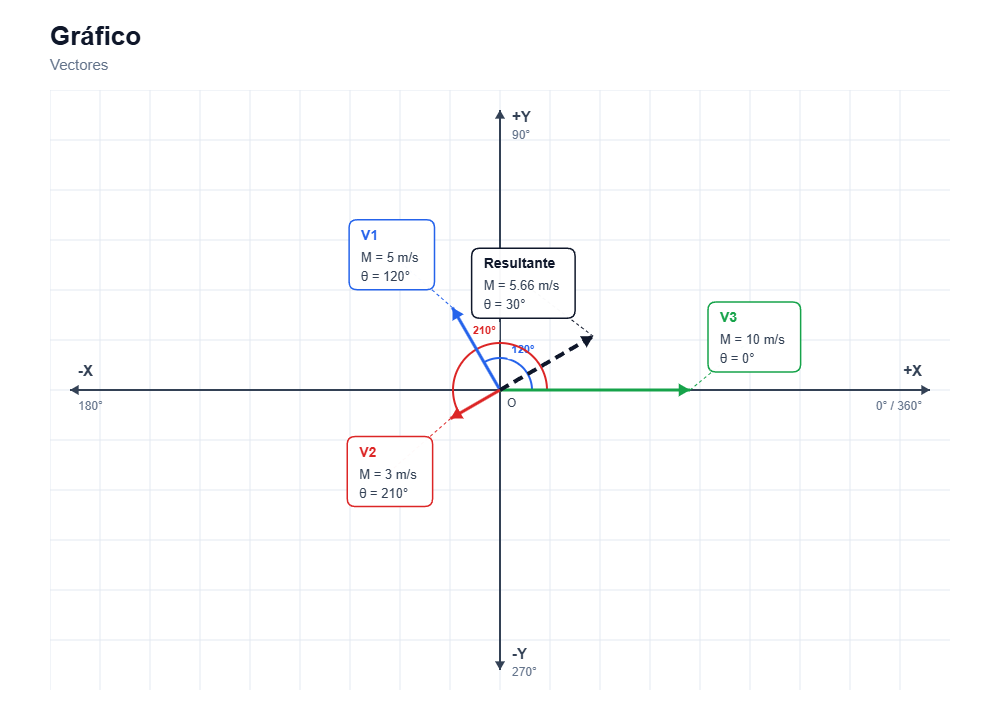 Gráfico
Vectores
+Y
90°
V1
M = 5 m/s
θ = 120°
Resultante
M = 5.66 m/s
θ = 30°
V3
M = 10 m/s
θ = 0°
210°
120°
-X
180°
+X
0° / 360°
O
V2
M = 3 m/s
θ = 210°
-Y
270°